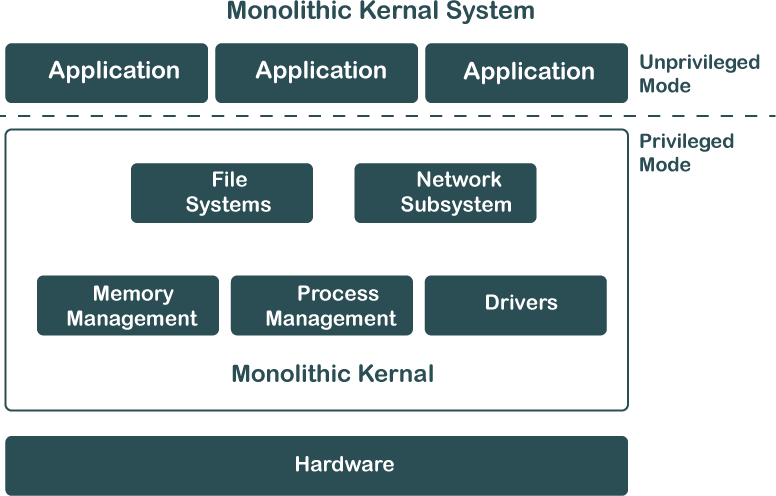 Monolithic Kernal System
Application
Application
Application
Unprivileged
Mode
Privileged
Mode
File
Systems
Network
Subsystem
Memory
Management
Process
Management
Drivers
Monolithic Kernal
Hardware